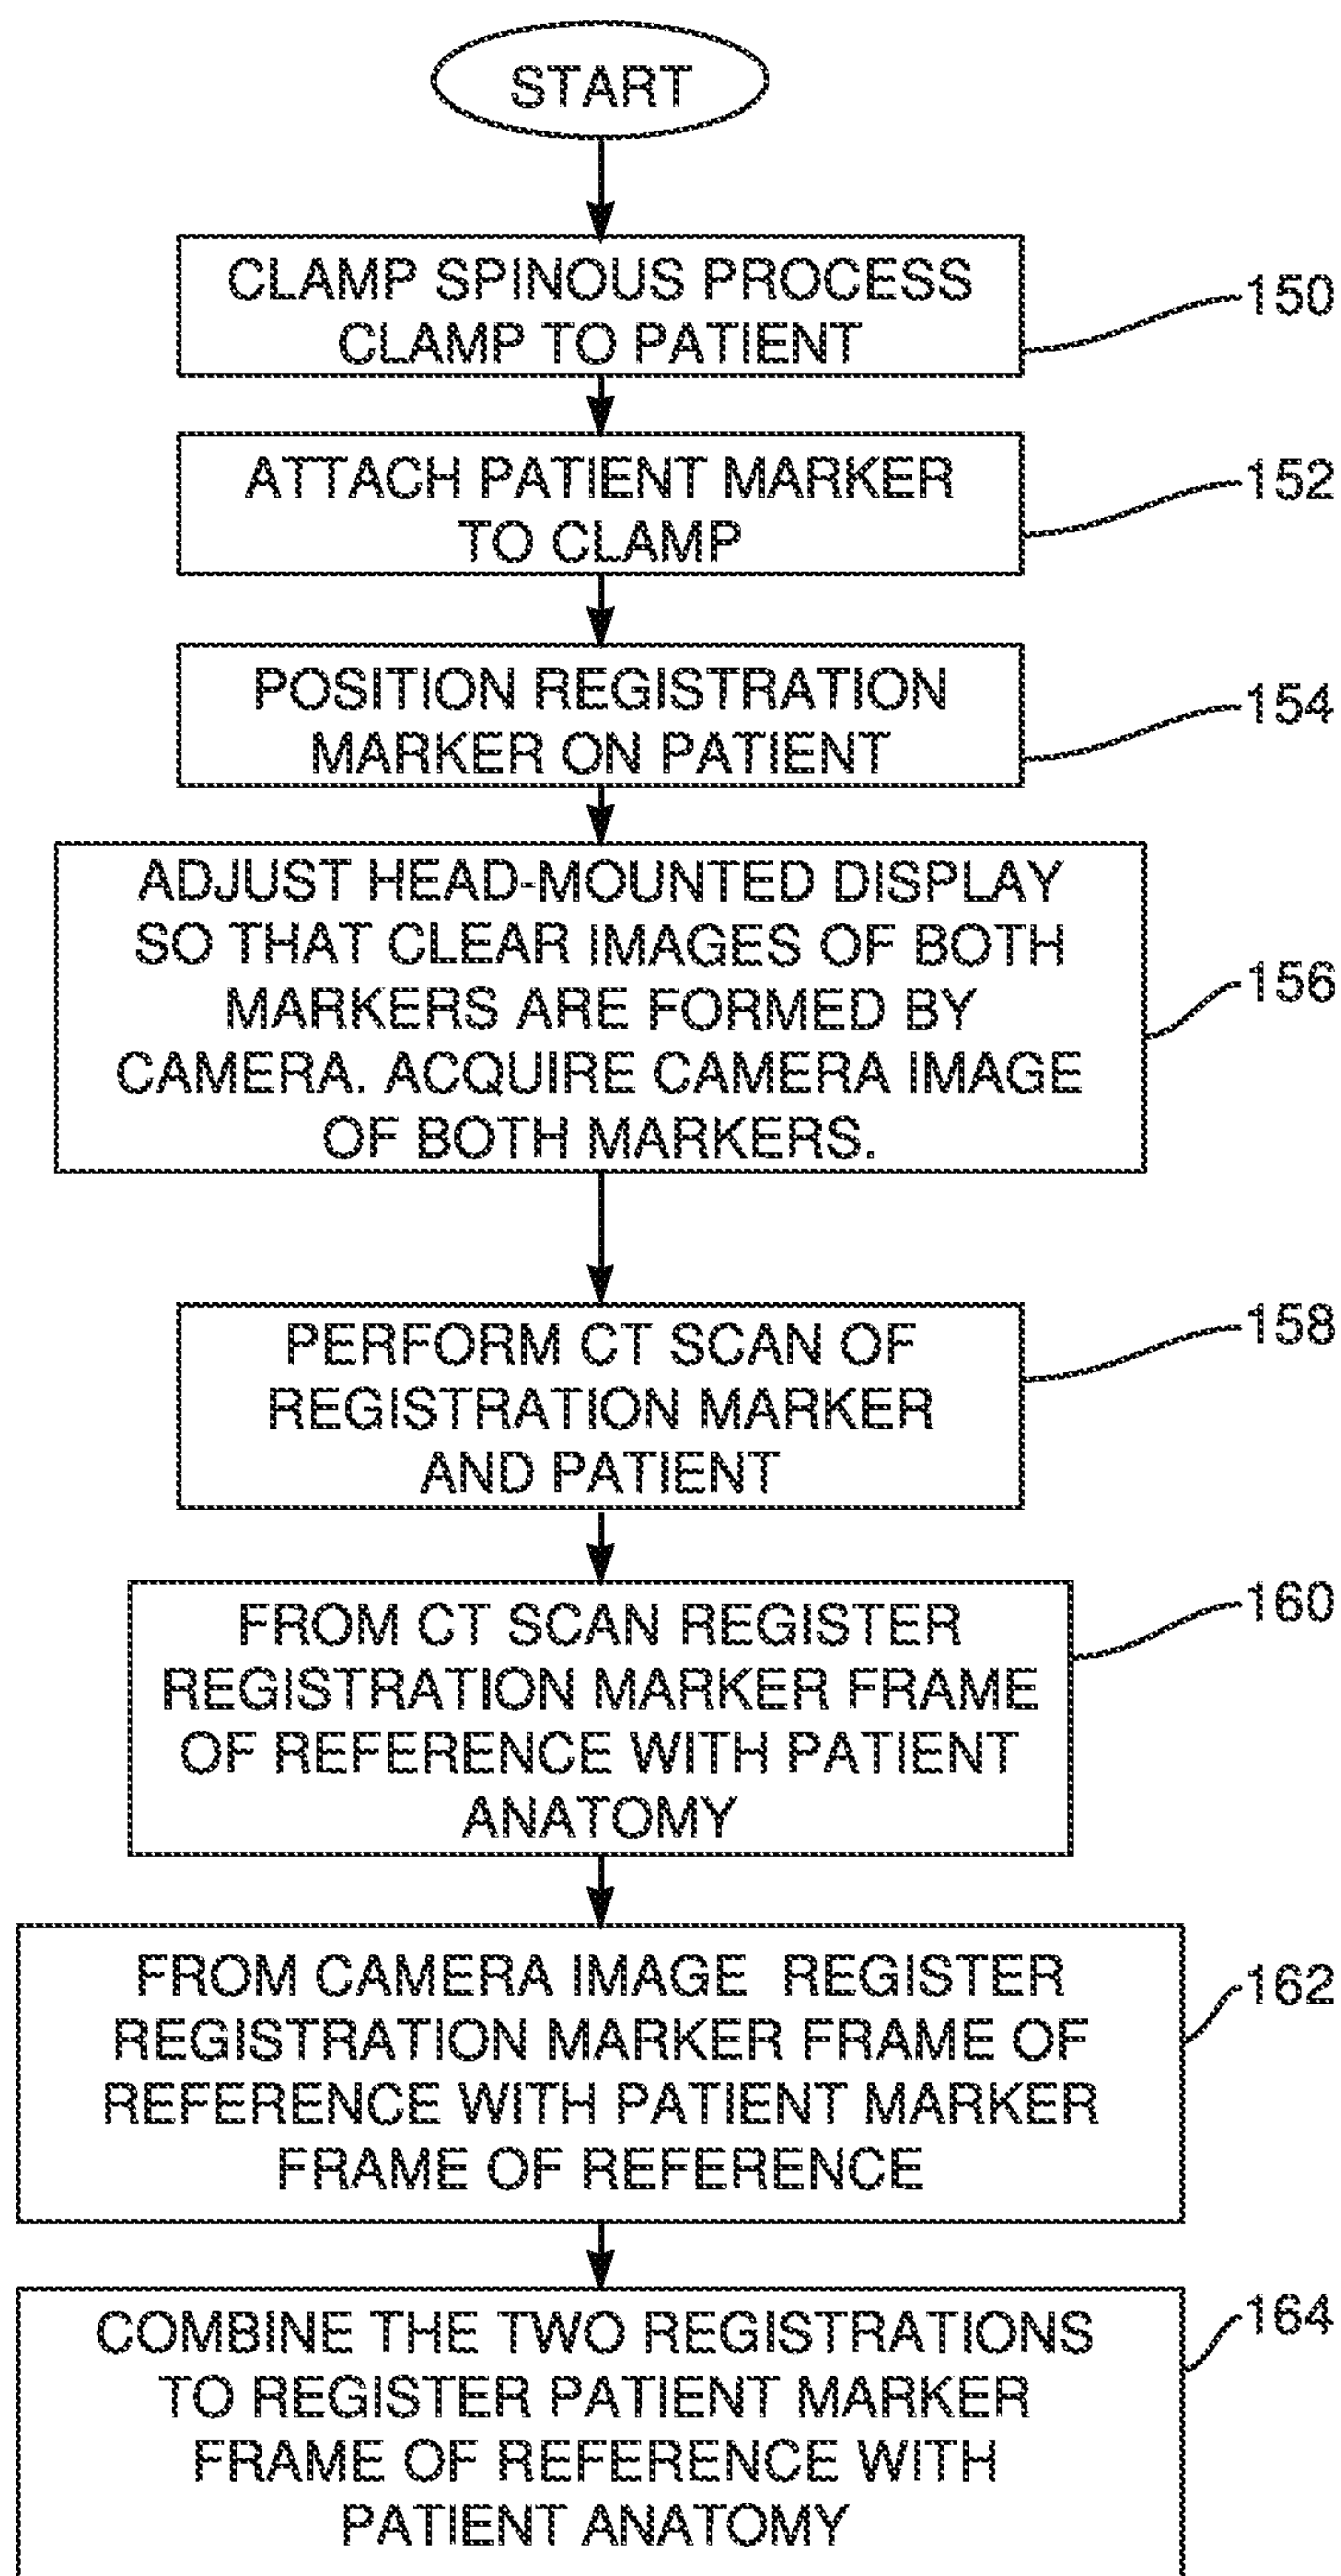 START
CLAMP SPINOUS PROCESS
CLAMP TO PATIENT
150
ATTACH PATIENT MARKER
TO CLAMP
152
POSITION REGISTRATION
MARKER ON PATIENT
154
ADJUST HEAD-MOUNTED DISPLAY
SO THAT CLEAR IMAGES OF BOTH
MARKERS ARE FORMED BY
CAMERA. ACQUIRE CAMERA IMAGE
OF BOTH MARKERS.
156
PERFORM CT SCAN OF
REGISTRATION MARKER
AND PATIENT
158
FROM CT SCAN REGISTER
REGISTRATION MARKER FRAME
OF REFERENCE WITH PATIENT
ANATOMY
160
FROM CAMERA IMAGE REGISTER
REGISTRATION MARKER FRAME OF
REFERENCE WITH PATIENT MARKER
FRAME OF REFERENCE
162
COMBINE THE TWO REGISTRATIONS
TO REGISTER PATIENT MARKER
FRAME OF REFERENCE WITH
PATIENT ANATOMY
164